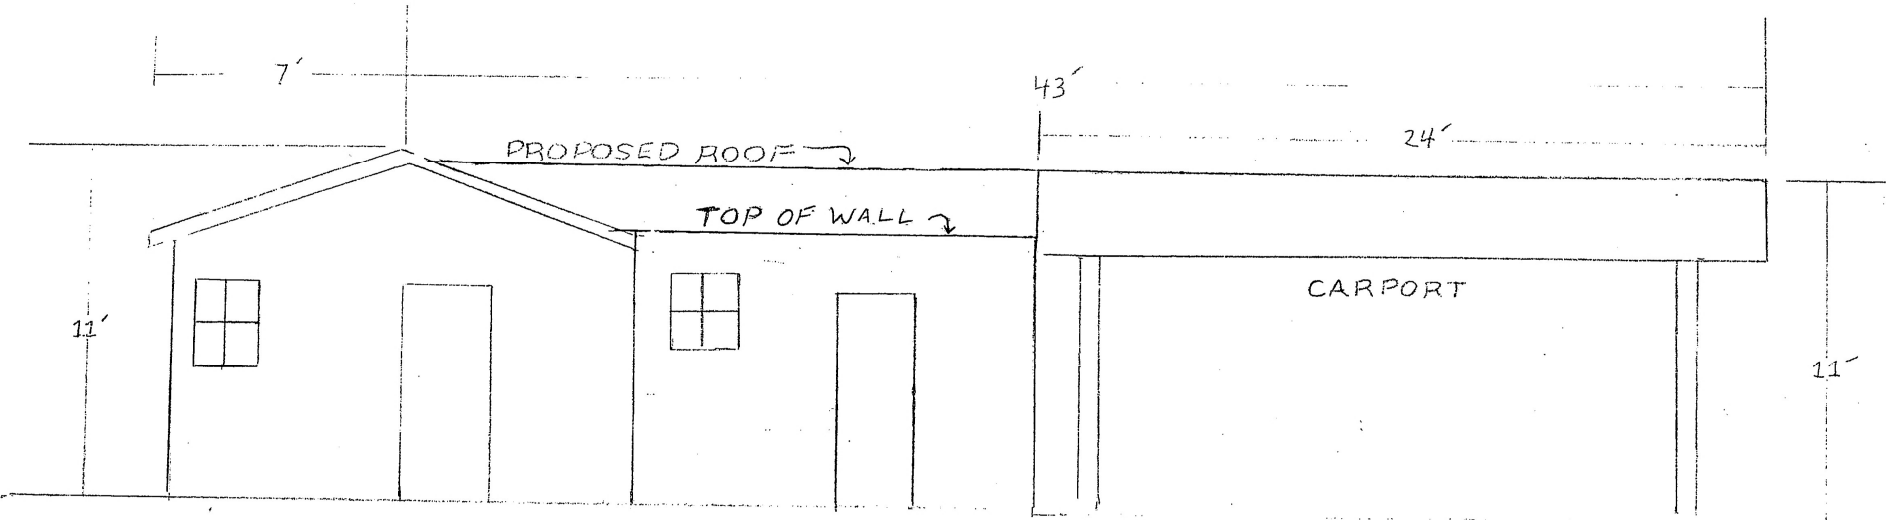 7'
43'
24'
PROPOSED ROOF
TOP OF WALL
CARPORT
11'
11'